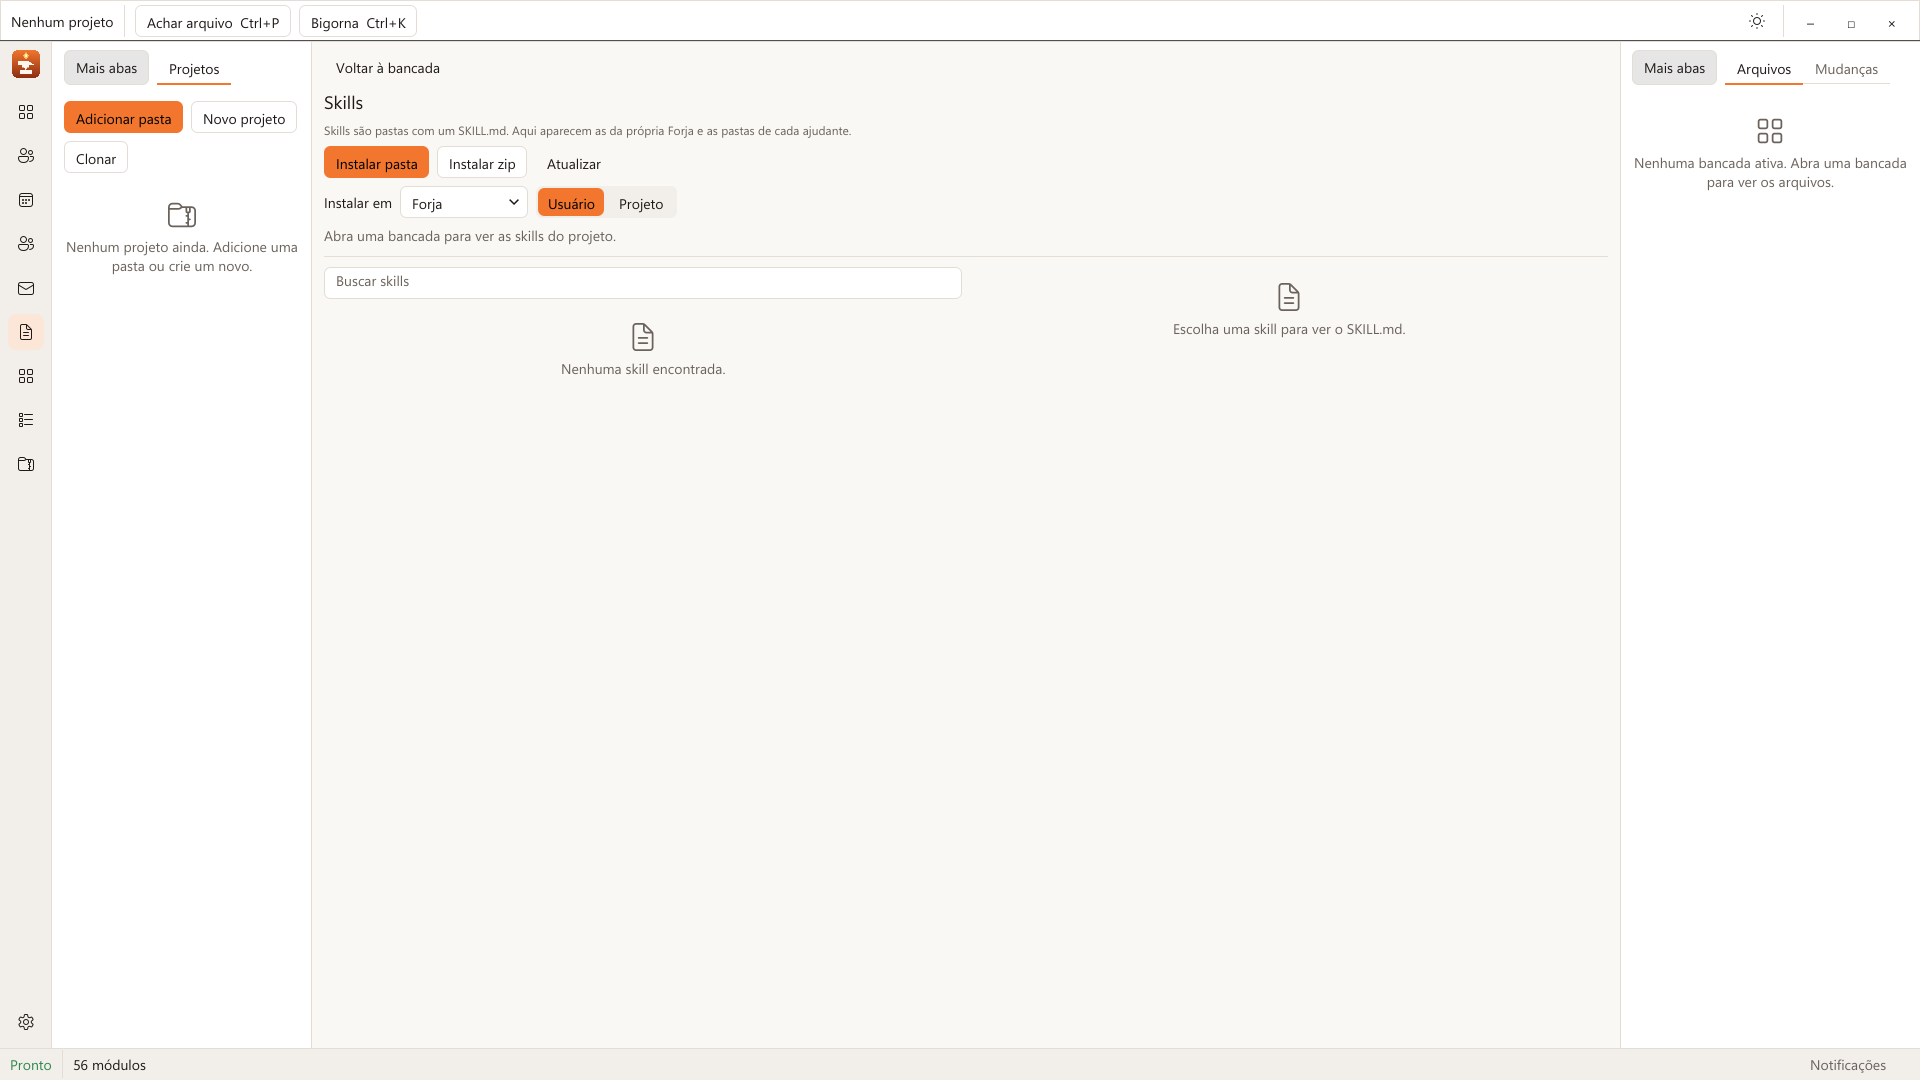 Nenhum projeto
Achar arquivo Ctrl+P
Bigorna Ctrl+K
Mais abas
Projetos
Adicionar pasta
Novo projeto
Clonar
Nenhum projeto ainda. Adicione uma
pasta ou crie um novo.
Voltar à bancada
Skills
Skills são pastas com um SKILL.md. Aqui aparecem as da própria Forja e as pastas de cada ajudante.
Instalar pasta
Instalar zip
Atualizar
Instalar em
Forja
Usuário
Projeto
Abra uma bancada para ver as skills do projeto.
Buscar skills
Nenhuma skill encontrada.
Escolha uma skill para ver o SKILL.md.
Mais abas
Arquivos
Mudanças
Nenhuma bancada ativa. Abra uma bancada
para ver os arquivos.
Pronto
56 módulos
Notificações